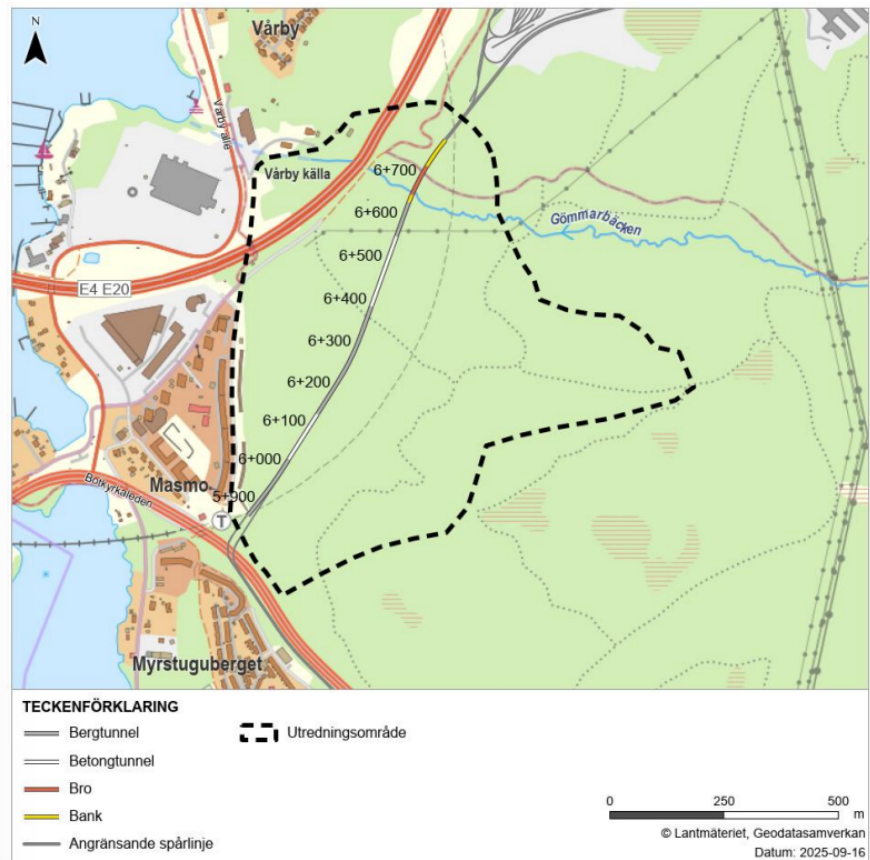 N
Vårby
Vårby allé
Vårby källa
6+700
6+600
Gömmarbäcken
6+500
E4 E20
6+400
6+300
6+200
6+100
6+000
Masmo
5+900
Botkyrkaleden
T
Myrstuguberget
TECKENFÖRKLARING
Bergtunnel
Utredningsområde
Betongtunnel
Bro
Bank
Angränsande spårlinje
0 250 500
m
© Lantmäteriet, Geodatasamverkan
Datum: 2025-09-16